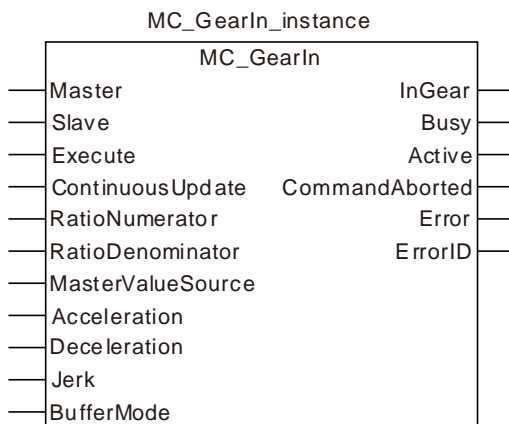 MC_GearIn_instance
MC_GearIn
Master InGear
Slave Busy
Execute Active
ContinuousUpdate CommandAborted
RatioNumerator Error
RatioDenominator ErrorID
MasterValueSource
Acceleration
Deceleration
Jerk
BufferMode